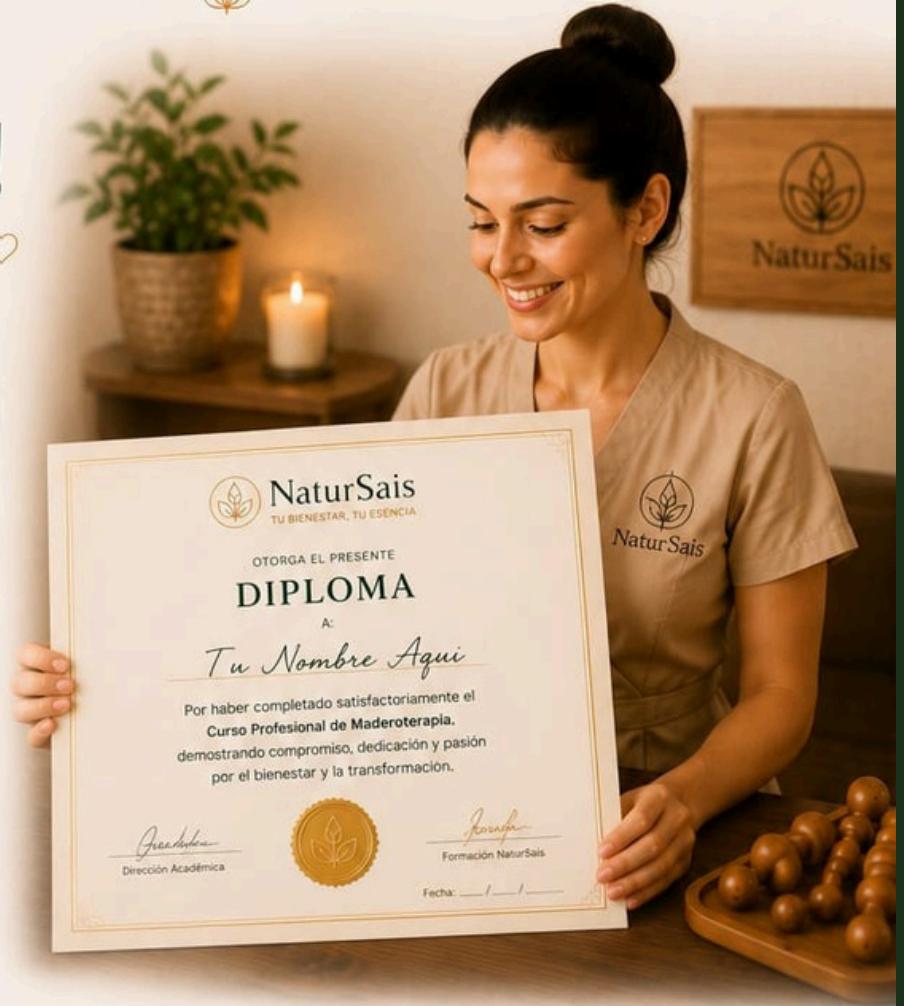 NaturSais
NaturSais
NaturSais
TU BIENESTAR, TU ESENCIA
OTORGA EL PRESENTE
DIPLOMA
A:
Tu Nombre Aqui
Por haber completado satisfactoriamente el
Curso Profesional de Maderoterapia.
demostrando compromiso, dedicación y pasión
por el bienestar y la transformación.
Dirección Académica
Formación NaturSais
Fecha: ___/___/___